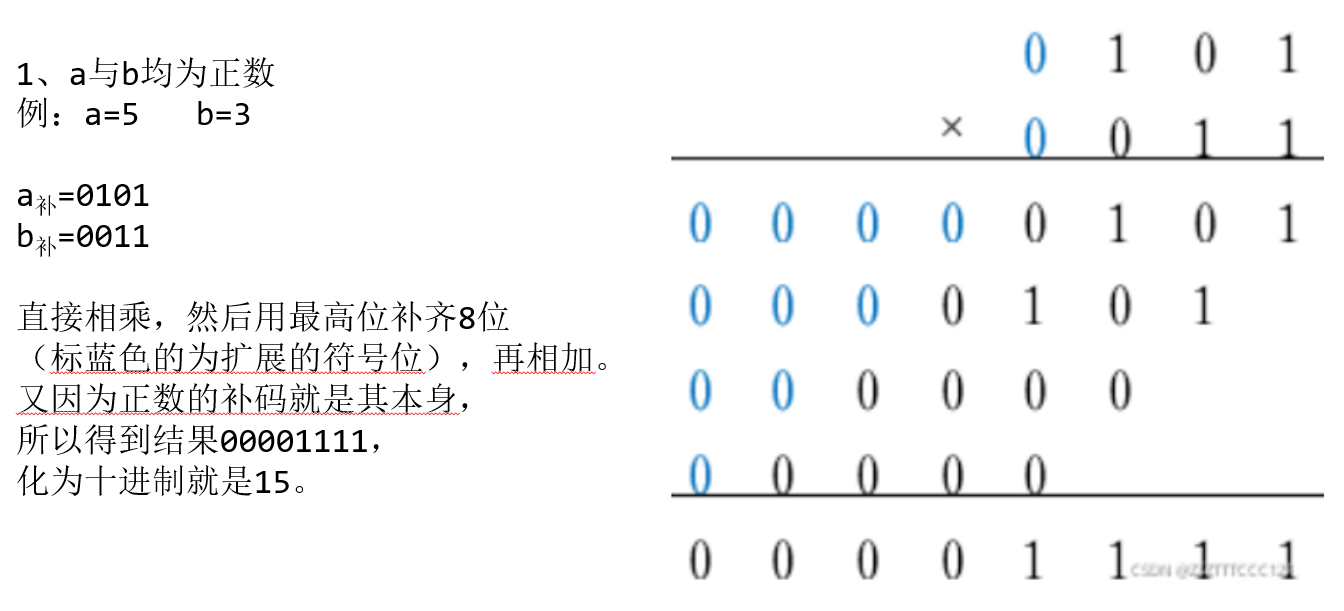 1、a与b均为正数
例：a=5 b=3
a补=0101
b补=0011
直接相乘，然后用最高位补齐8位
（标蓝色的为扩展的符号位），再相加。
又因为正数的补码就是其本身，
所以得到结果00001111，
化为十进制就是15。
0 1 0 1
× 0 0 1 1
0 0 0 0 0 1 0 1
0 0 0 0 1 0 1
0 0 0 0 0 0
0 0 0 0 0
0 0 0 0 1 1 1 1
CSDN